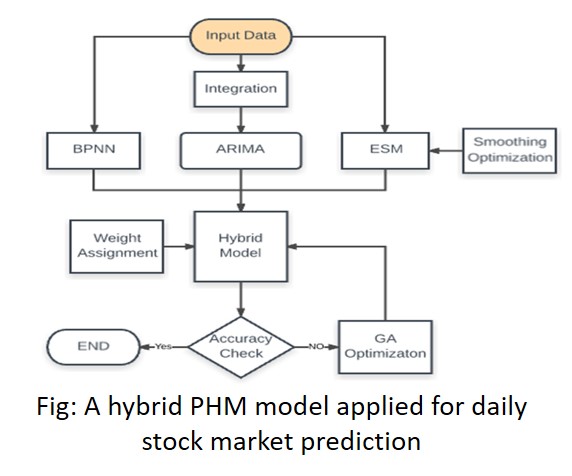 Input Data
Integration
BPNN
ARIMA
ESM
Smoothing
Optimization
Weight
Assignment
Hybrid
Model
END
Yes
Accuracy
Check
NO
GA
Optimizaton
Fig: A hybrid PHM model applied for daily
stock market prediction